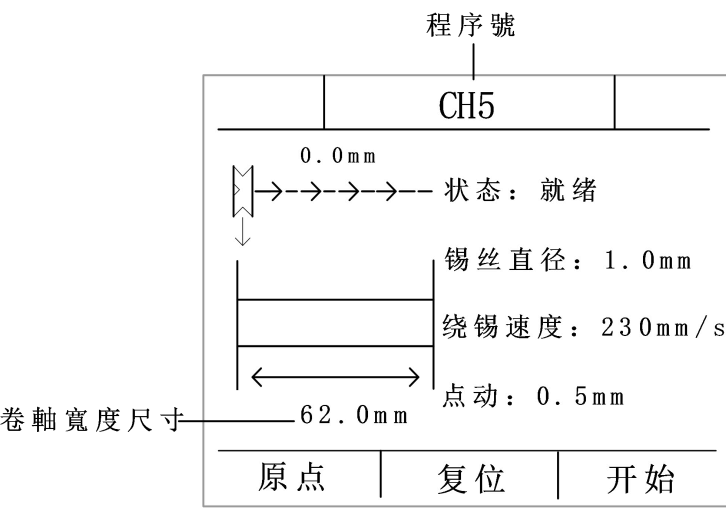 程序號
CH5
0.0mm
状态：就绪
锡丝直径：1.0mm
绕锡速度：230mm/s
点动：0.5mm
卷軸寬度尺寸
62.0mm
原点 复位 开始